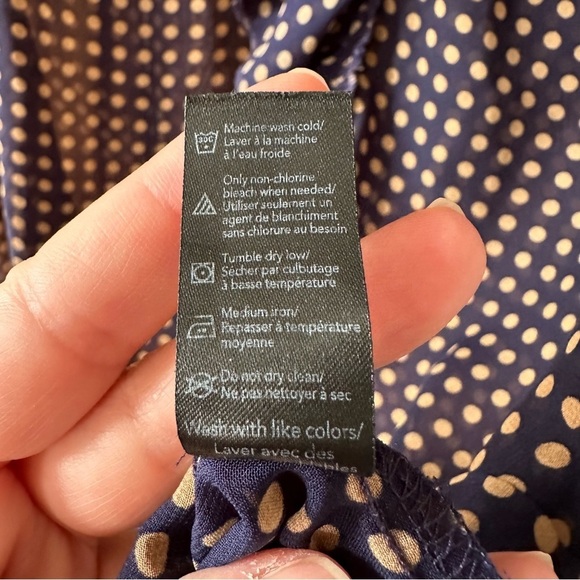 30C
Machine wash cold/
Laver à la machine
à l'eau froide
Only non-chlorine
bleach when needed/
Utiliser seulement un
agent de blanchiment
sans chlorure au besoin
Tumble dry low/
Sécher par culbutage
à basse température
Medium iron/
Repasser à température
moyenne
Do not dry clean/
Ne pas nettoyer à sec
Wash with like colors/
Laver avec des